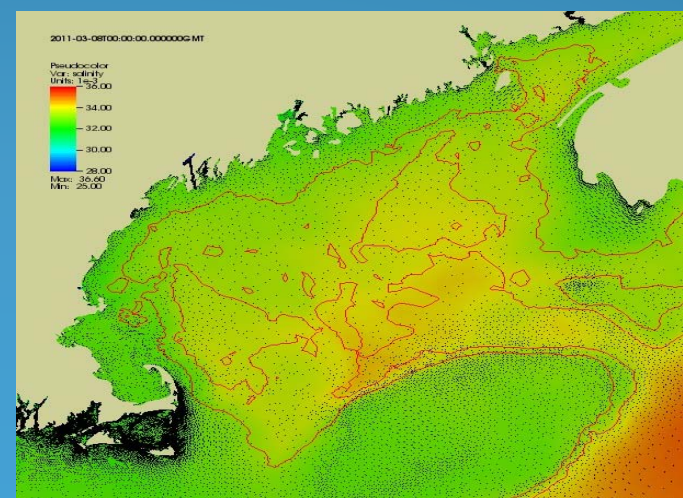 2011-03-08T00:00:00.000000GMT
Pseudocolor
Var: salinity
Units: 1e-3
36.00
34.00
32.00
30.00
28.00
Max: 36.60
Min: 25.00